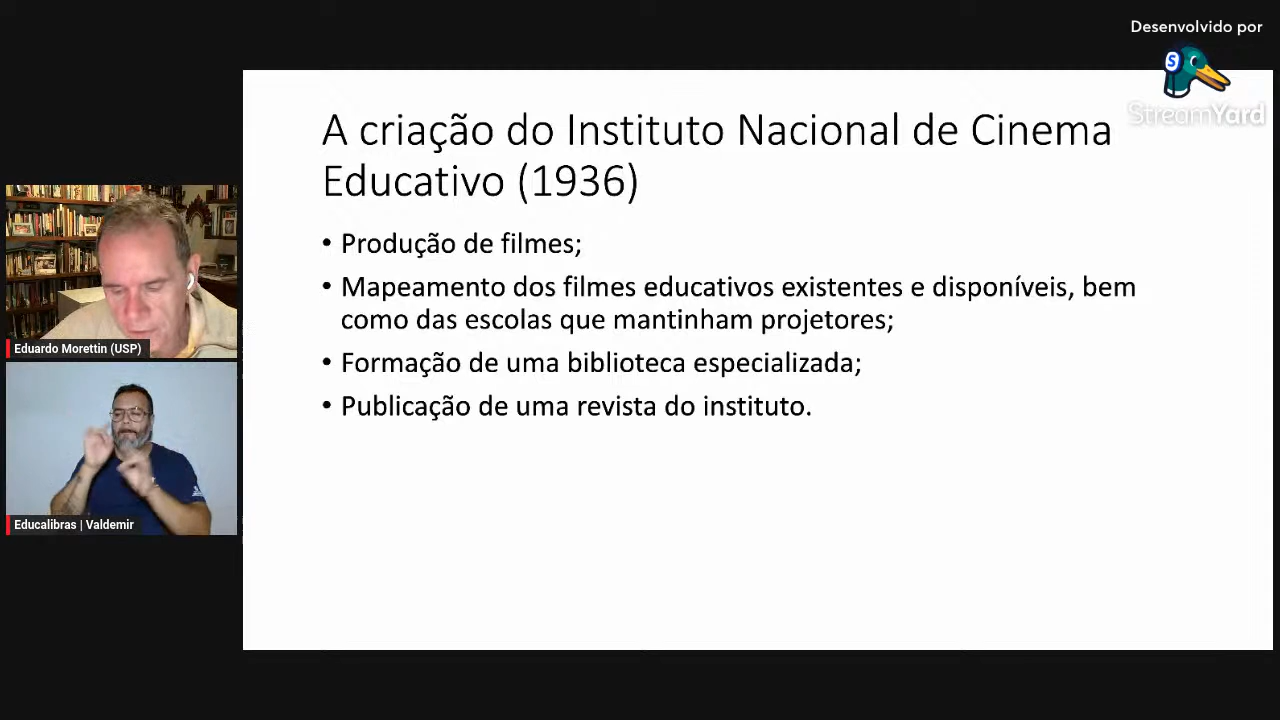 Desenvolvido por
StreamYard
A criação do Instituto Nacional de Cinema
Educativo (1936)
• Produção de filmes;
• Mapeamento dos filmes educativos existentes e disponíveis, bem
como das escolas que mantinham projetores;
• Formação de uma biblioteca especializada;
• Publicação de uma revista do instituto.
Eduardo Morettin (USP)
Educalibras | Valdemir